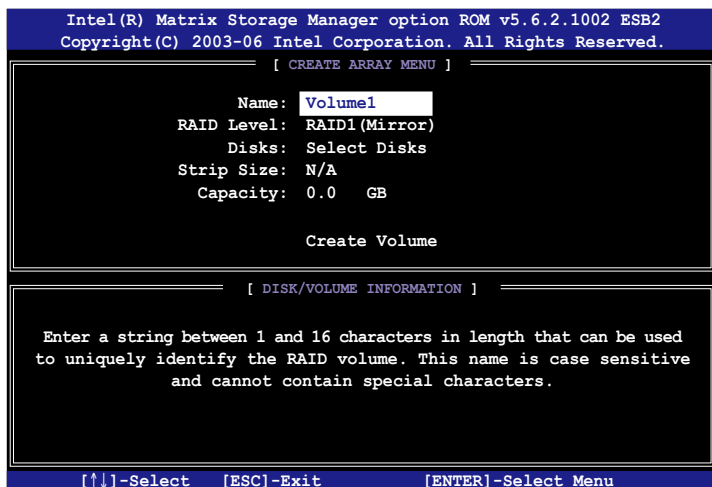 Intel(R) Matrix Storage Manager option ROM v5.6.2.1002 ESB2
Copyright(C) 2003-06 Intel Corporation. All Rights Reserved.
[ CREATE ARRAY MENU ]
Name: Volume1
RAID Level: RAID1(Mirror)
Disks: Select Disks
Strip Size: N/A
Capacity: 0.0 GB
Create Volume
[ DISK/VOLUME INFORMATION ]
Enter a string between 1 and 16 characters in length that can be used
to uniquely identify the RAID volume. This name is case sensitive
and cannot contain special characters.
[↑↓]-Select [ESC]-Exit [ENTER]-Select Menu